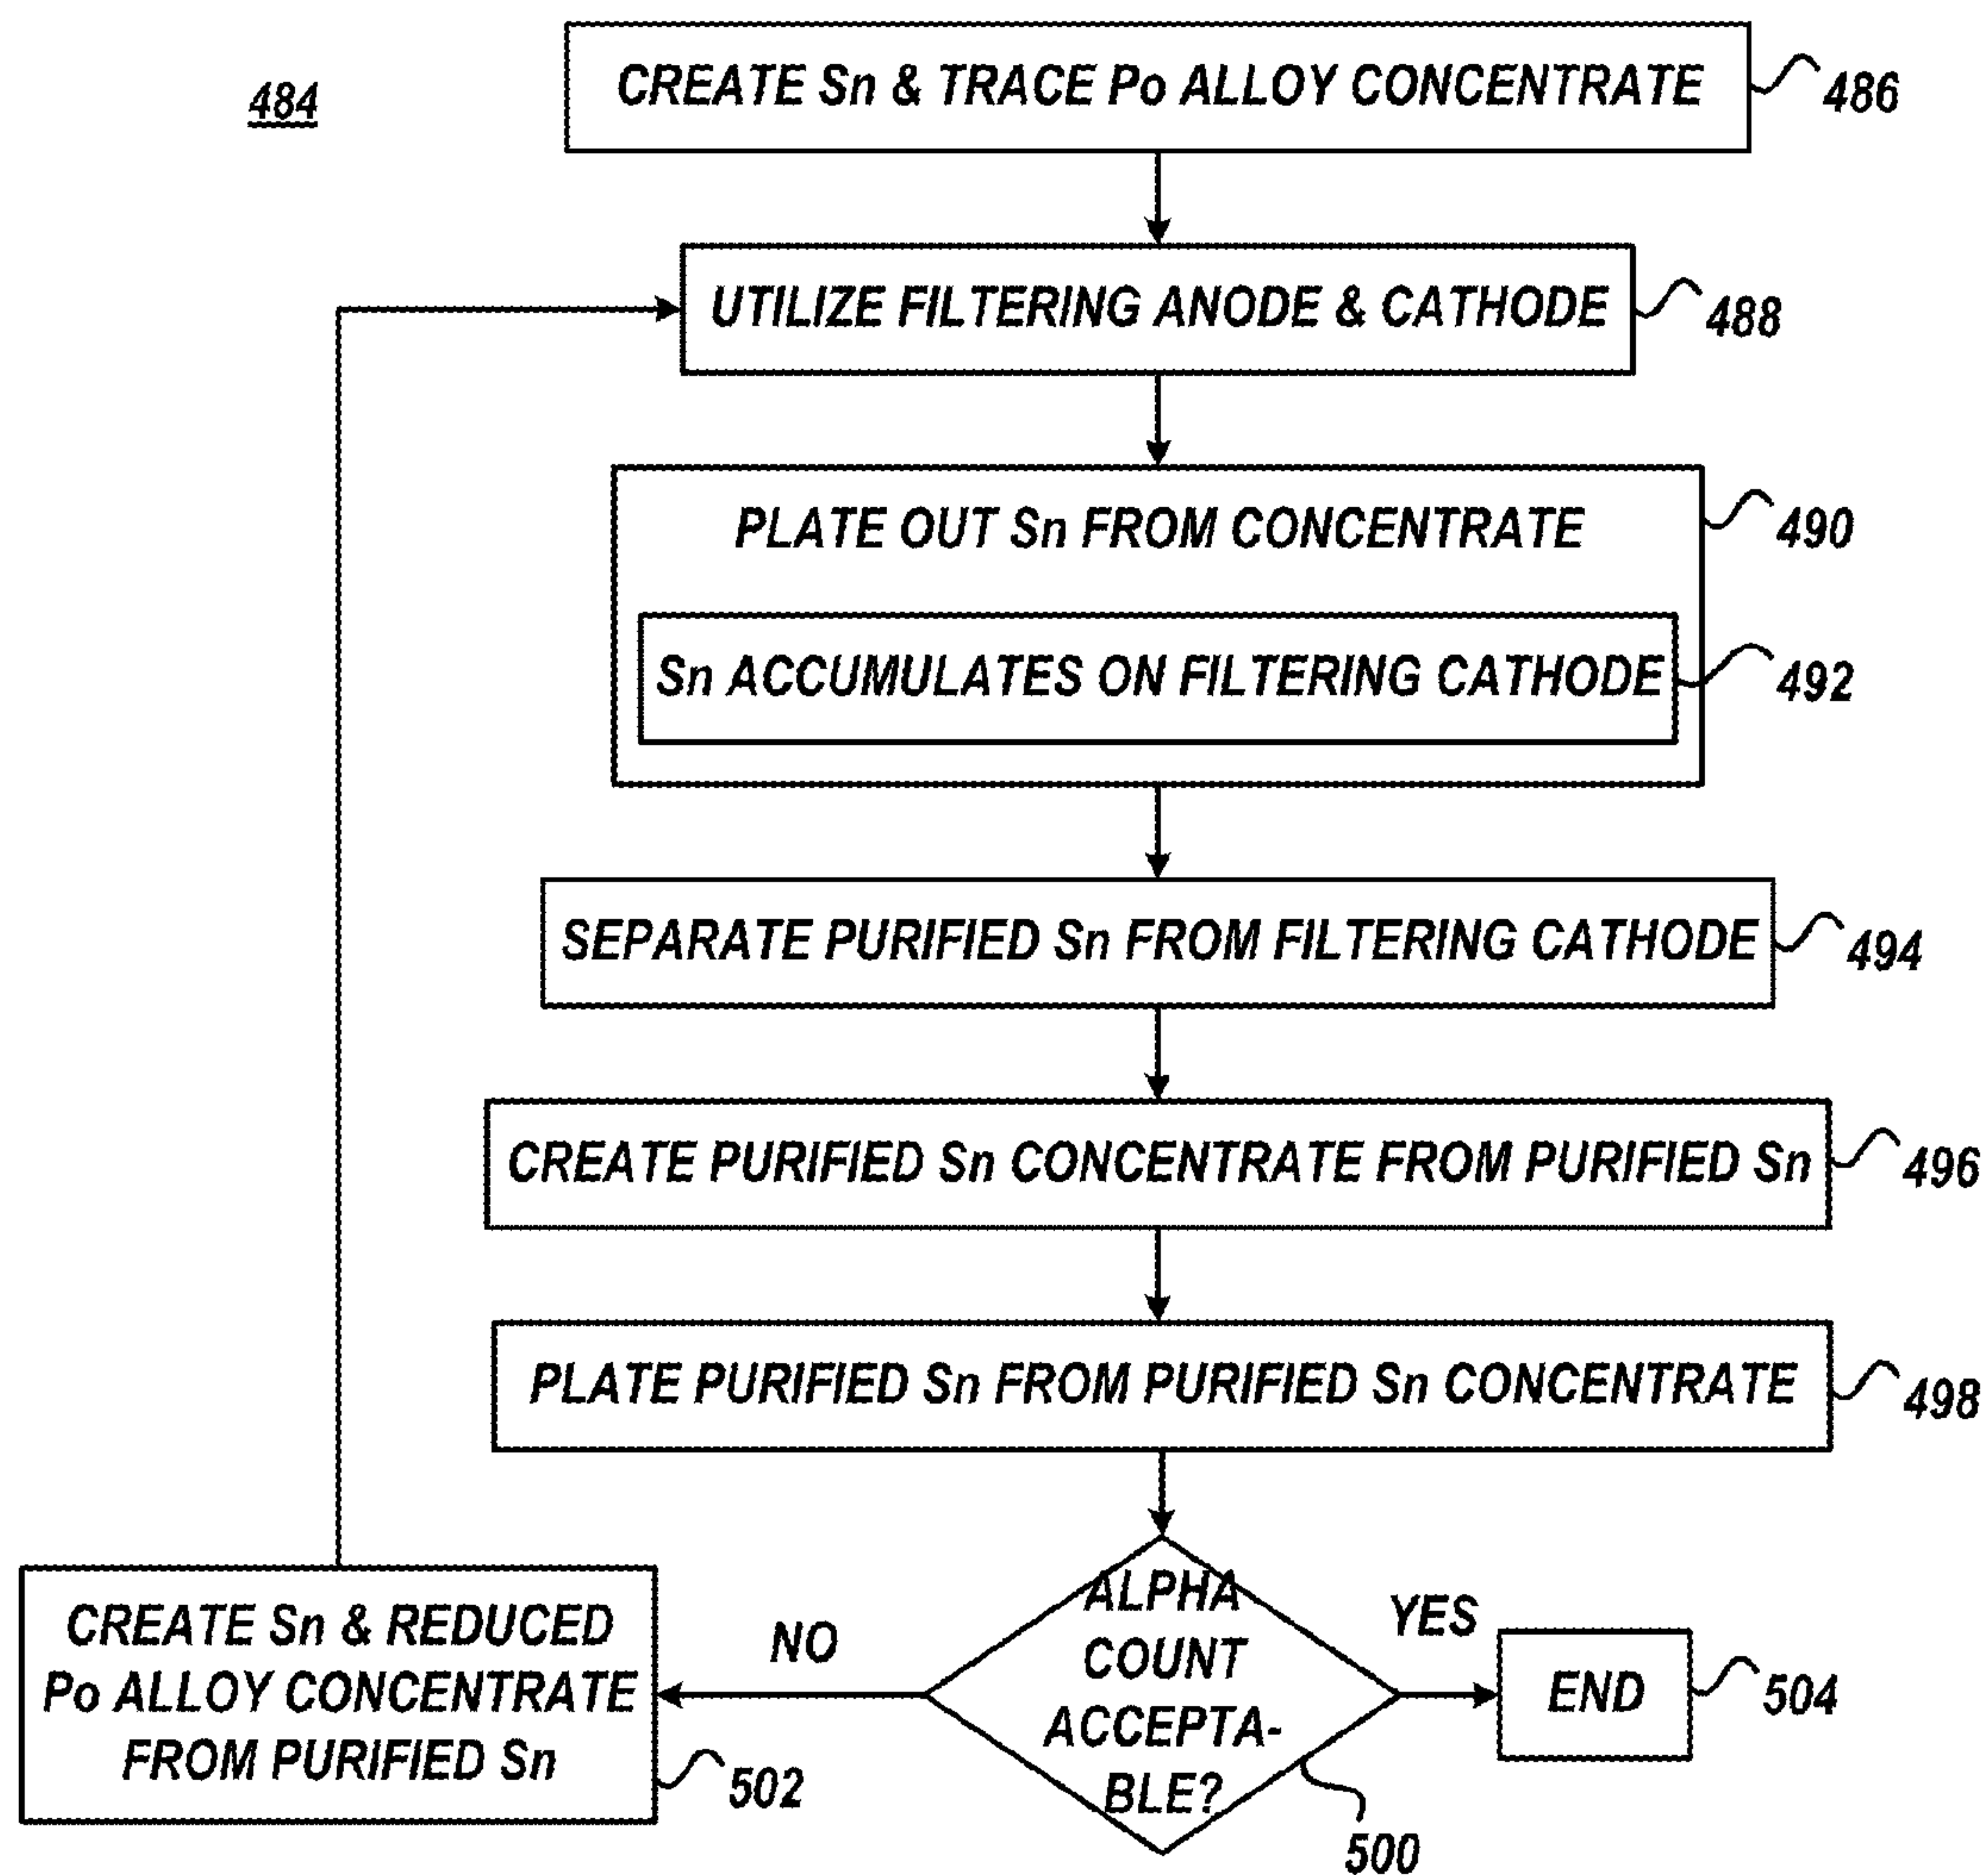 484
CREATE Sn & TRACE Po ALLOY CONCENTRATE
486
UTILIZE FILTERING ANODE & CATHODE
488
PLATE OUT Sn FROM CONCENTRATE
490
Sn ACCUMULATES ON FILTERING CATHODE
492
SEPARATE PURIFIED Sn FROM FILTERING CATHODE
494
CREATE PURIFIED Sn CONCENTRATE FROM PURIFIED Sn
496
PLATE PURIFIED Sn FROM PURIFIED Sn CONCENTRATE
498
ALPHA
COUNT
ACCEPTA-
BLE?
500
NO
CREATE Sn & REDUCED
Po ALLOY CONCENTRATE
FROM PURIFIED Sn
502
YES
END
504